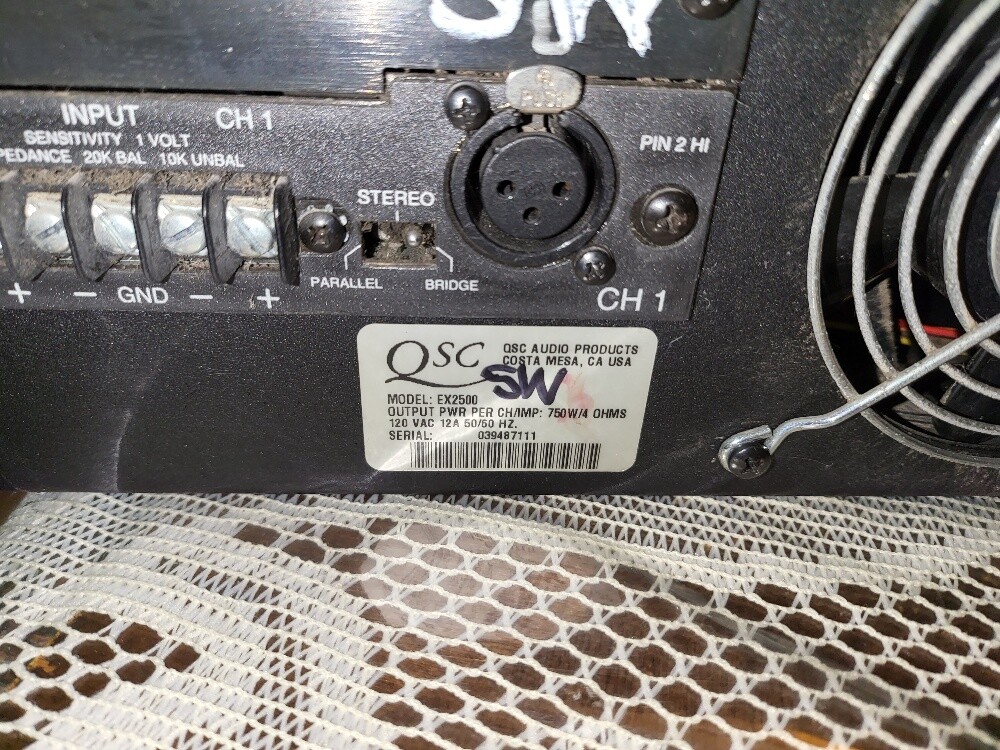 SW
PUSH
INPUT CH 1
SENSITIVITY 1 VOLT
PEDANCE 20K BAL 10K UNBAL
PIN 2 HI
STEREO
PARALLEL BRIDGE
+ - GND - +
CH 1
QSC QSC AUDIO PRODUCTS
COSTA MESA, CA USA
SW
MODEL: EX2500
OUTPUT PWR PER CH/IMP: 750W/4 OHMS
120 VAC 12A 50/60 HZ.
SERIAL: 039487111